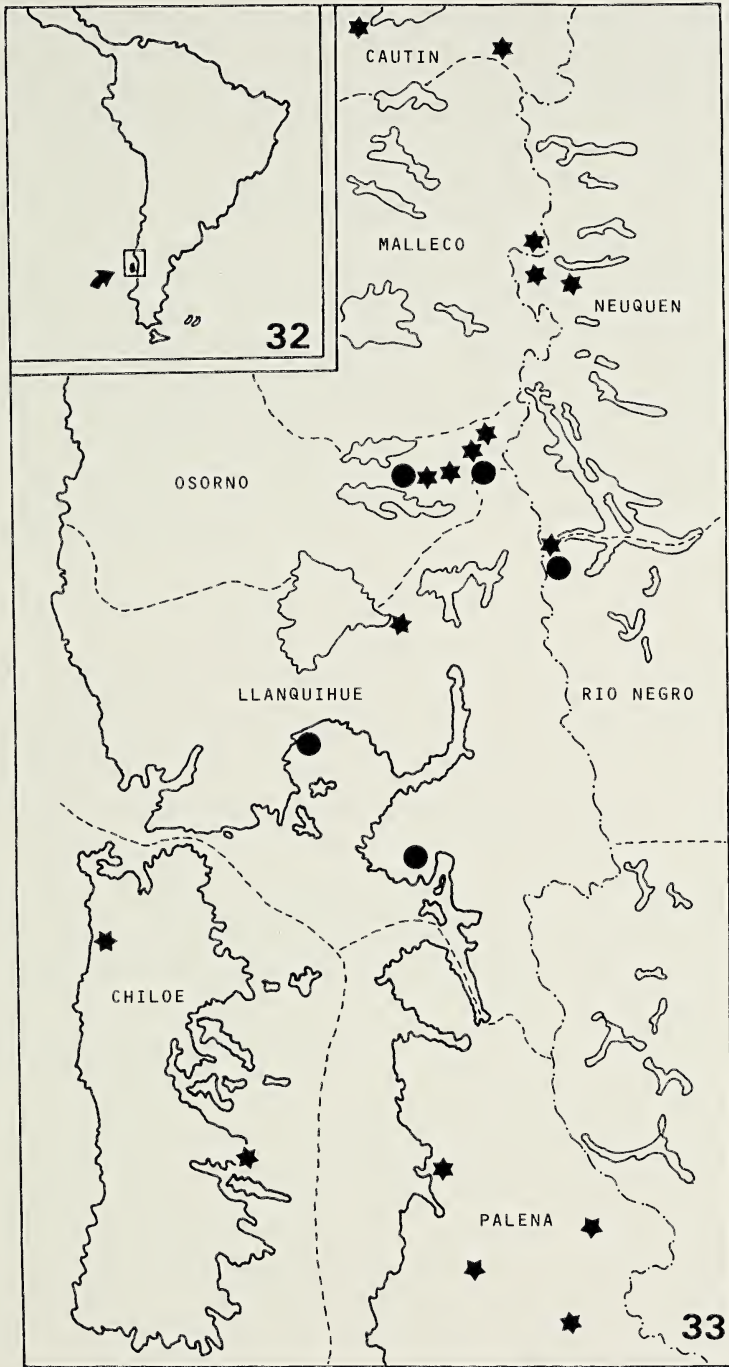 CAUTIN
MALLECO
NEUQUEN
32
OSORNO
LLANQUIHUE
RIO NEGRO
CHILOE
PALENA
33